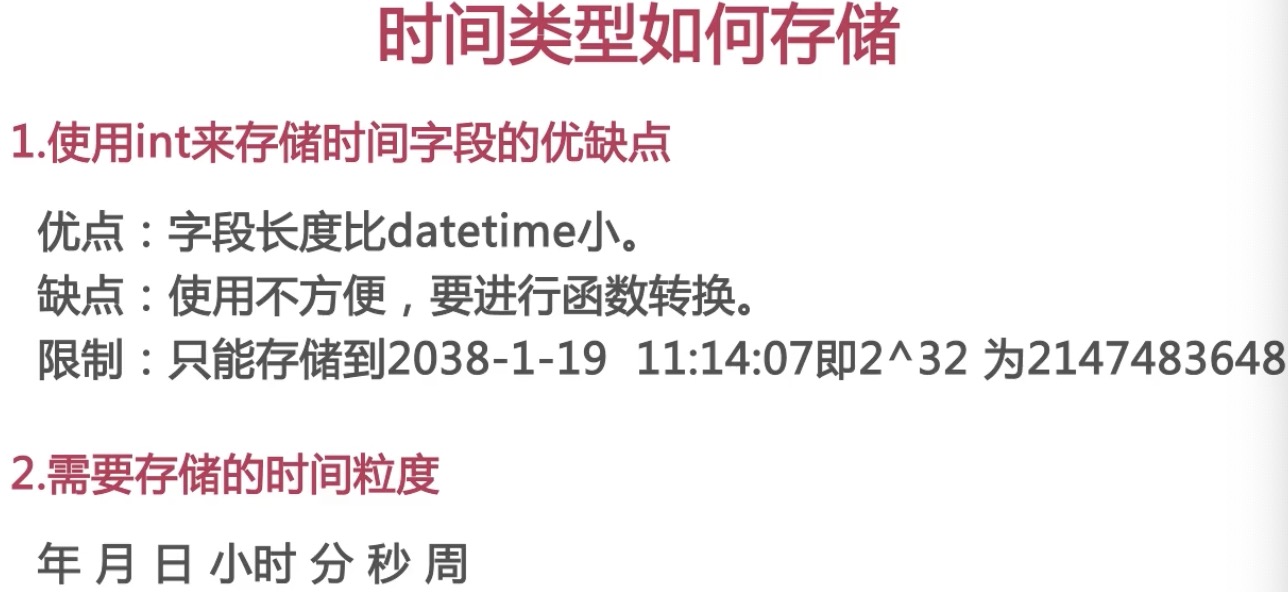 时间类型如何存储
1.使用int来存储时间字段的优缺点
优点：字段长度比datetime小。
缺点：使用不方便，要进行函数转换。
限制：只能存储到2038-1-19 11:14:07即2^32 为2147483648
2.需要存储的时间粒度
年 月 日 小时 分 秒 周